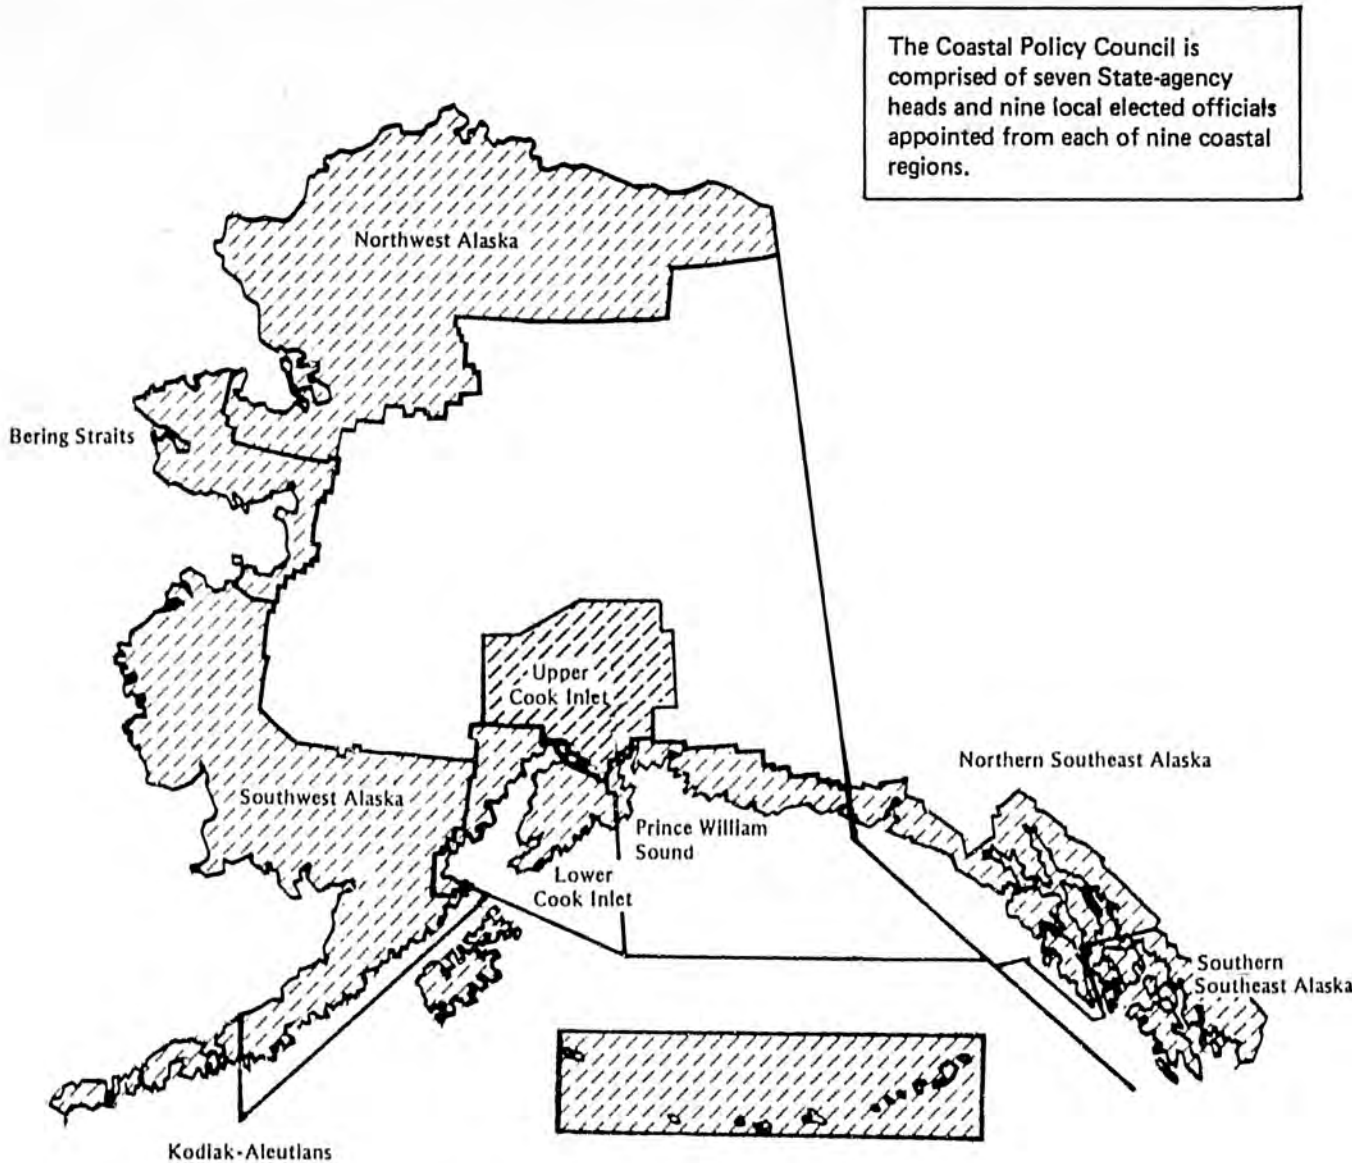 The Coastal Policy Council is
comprised of seven State-agency
heads and nine local elected officials
appointed from each of nine coastal
regions.
Northwest Alaska
Bering Straits
Upper
Cook Inlet
Northern Southeast Alaska
Southwest Alaska
Prince William
Sound
Lower
Cook Inlet
Southern
Southeast Alaska
Kodiak-Aleutians